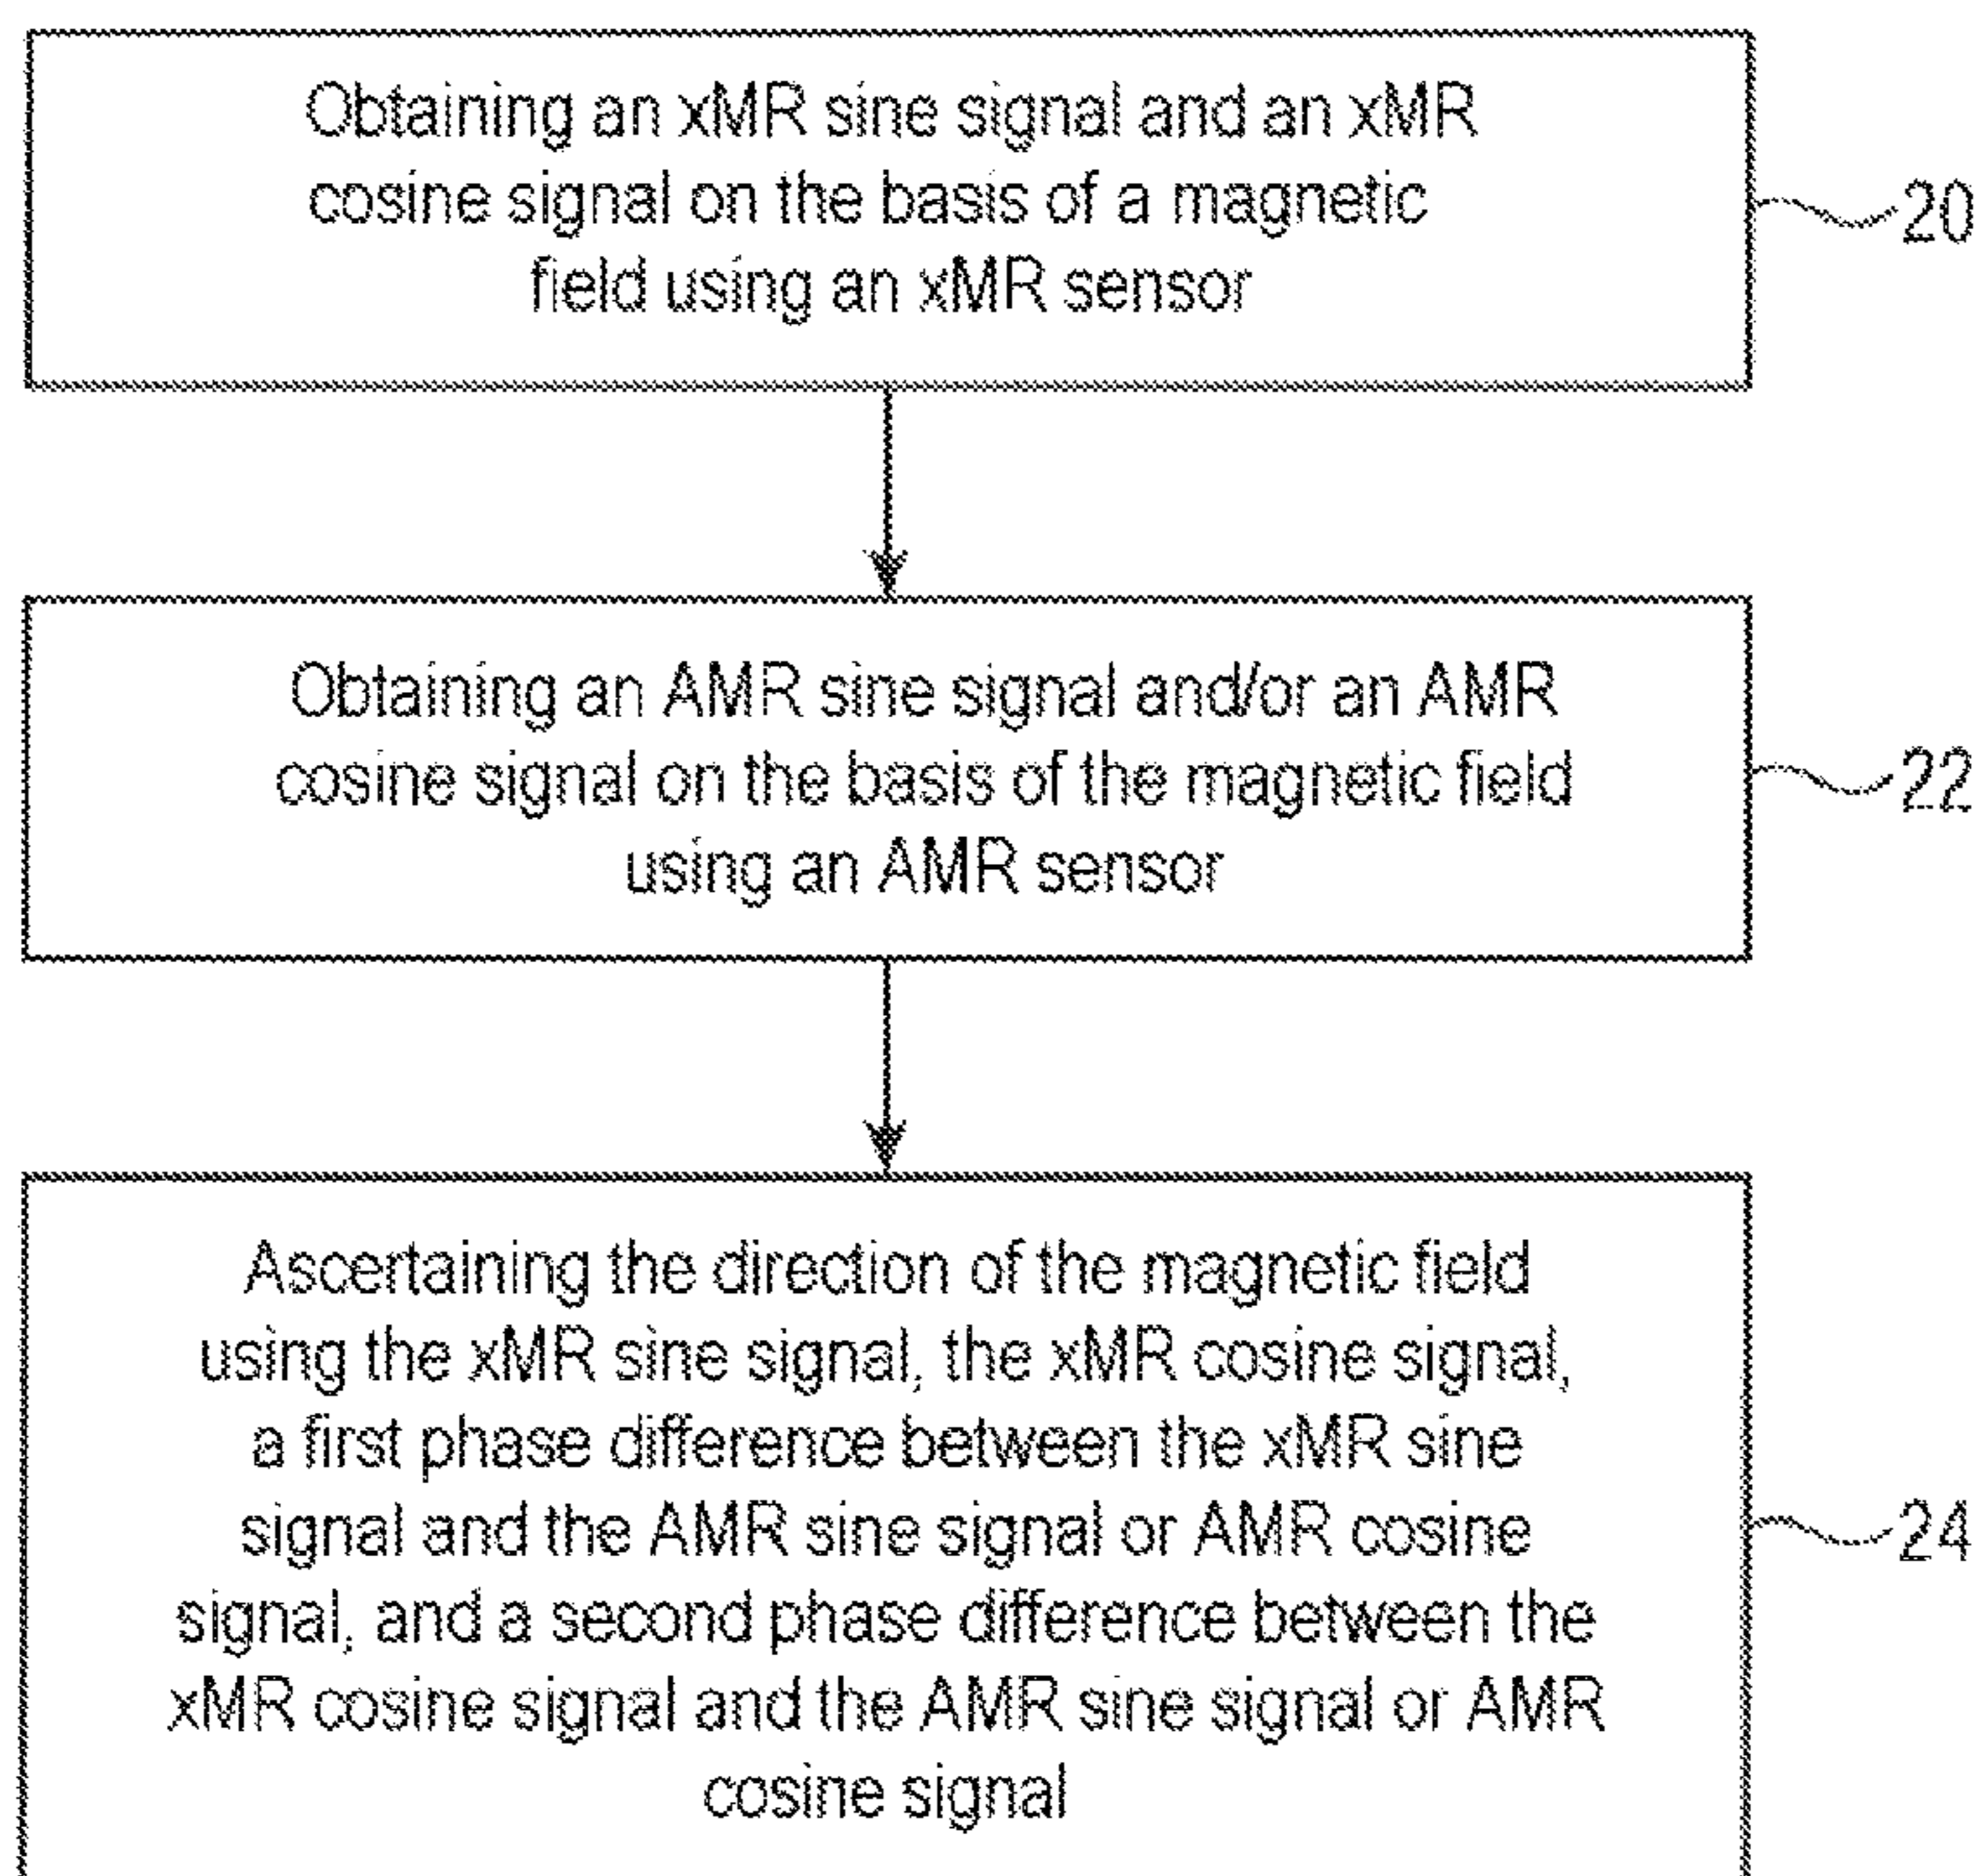 Obtaining an xMR sine signal and an xMR
cosine signal on the basis of a magnetic
field using an xMR sensor
20
Obtaining an AMR sine signal and/or an AMR
cosine signal on the basis of the magnetic field
using an AMR sensor
22
Ascertaining the direction of the magnetic field
using the xMR sine signal, the xMR cosine signal,
a first phase difference between the xMR sine
signal and the AMR sine signal or AMR cosine
signal, and a second phase difference between the
xMR cosine signal and the AMR sine signal or AMR
cosine signal
24